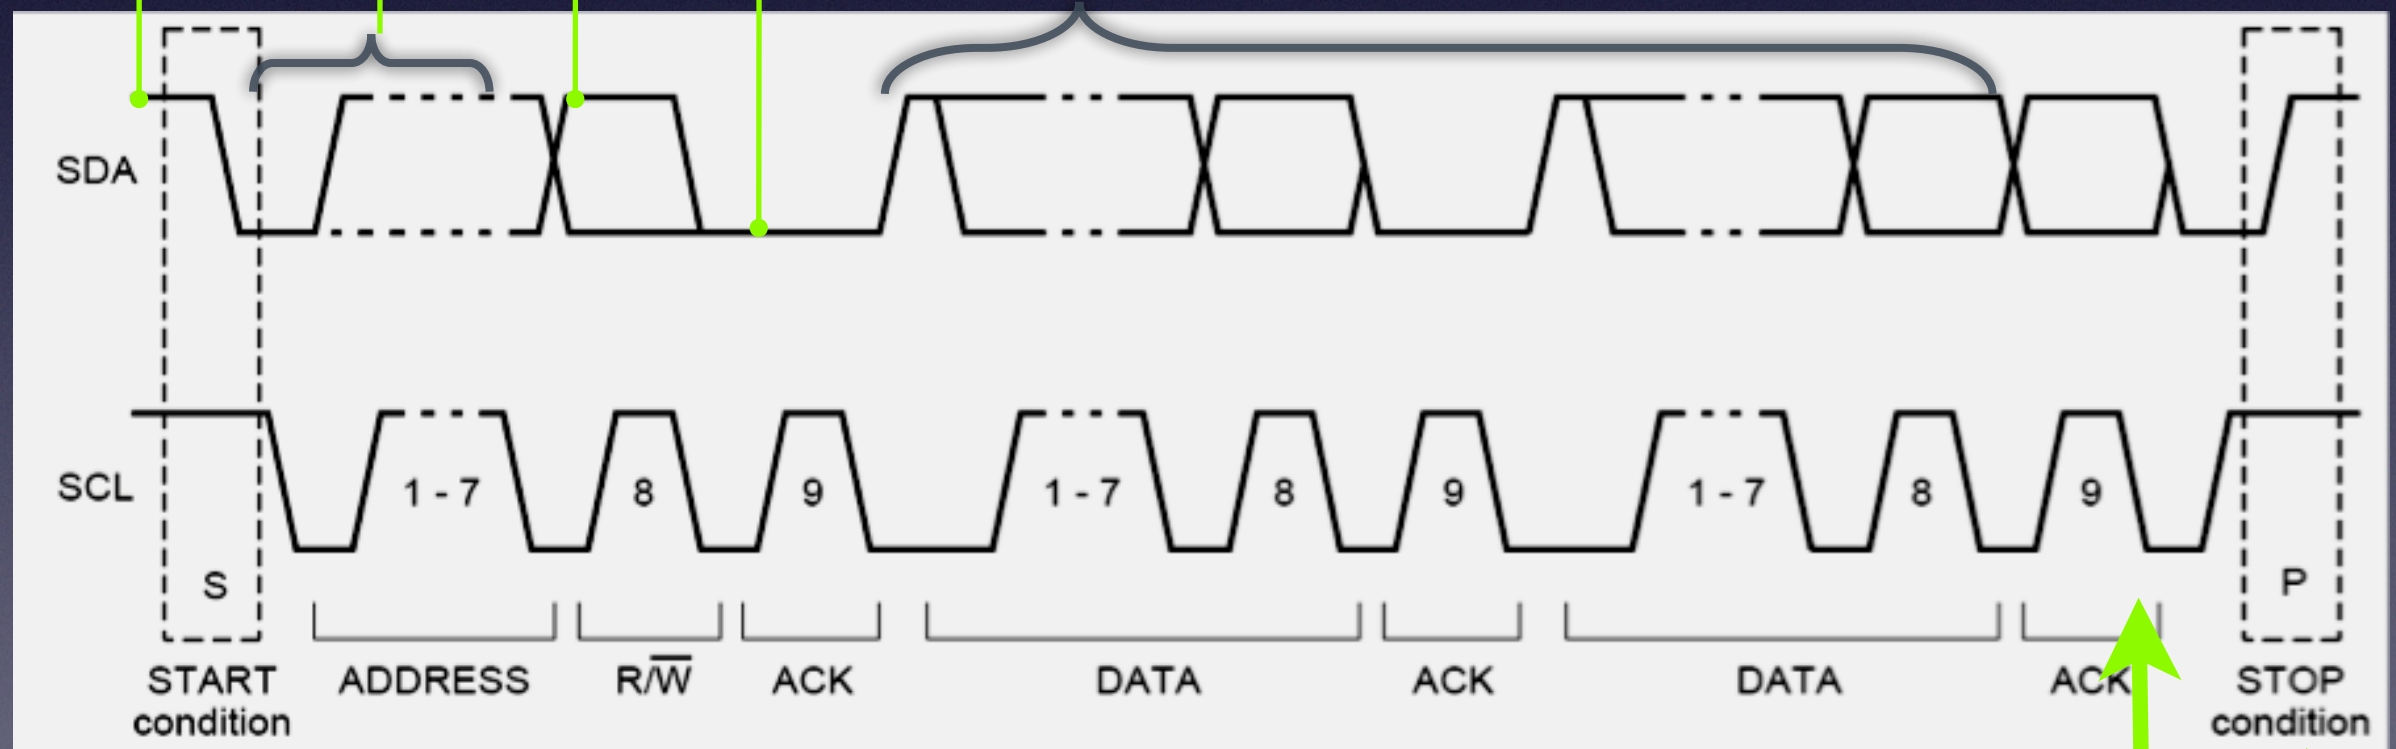 SDA
SCL
1 - 7
8
9
1 - 7
8
9
1 - 7
8
9
S
P
START
condition
ADDRESS
R/W̅
ACK
DATA
ACK
DATA
ACK
STOP
condition